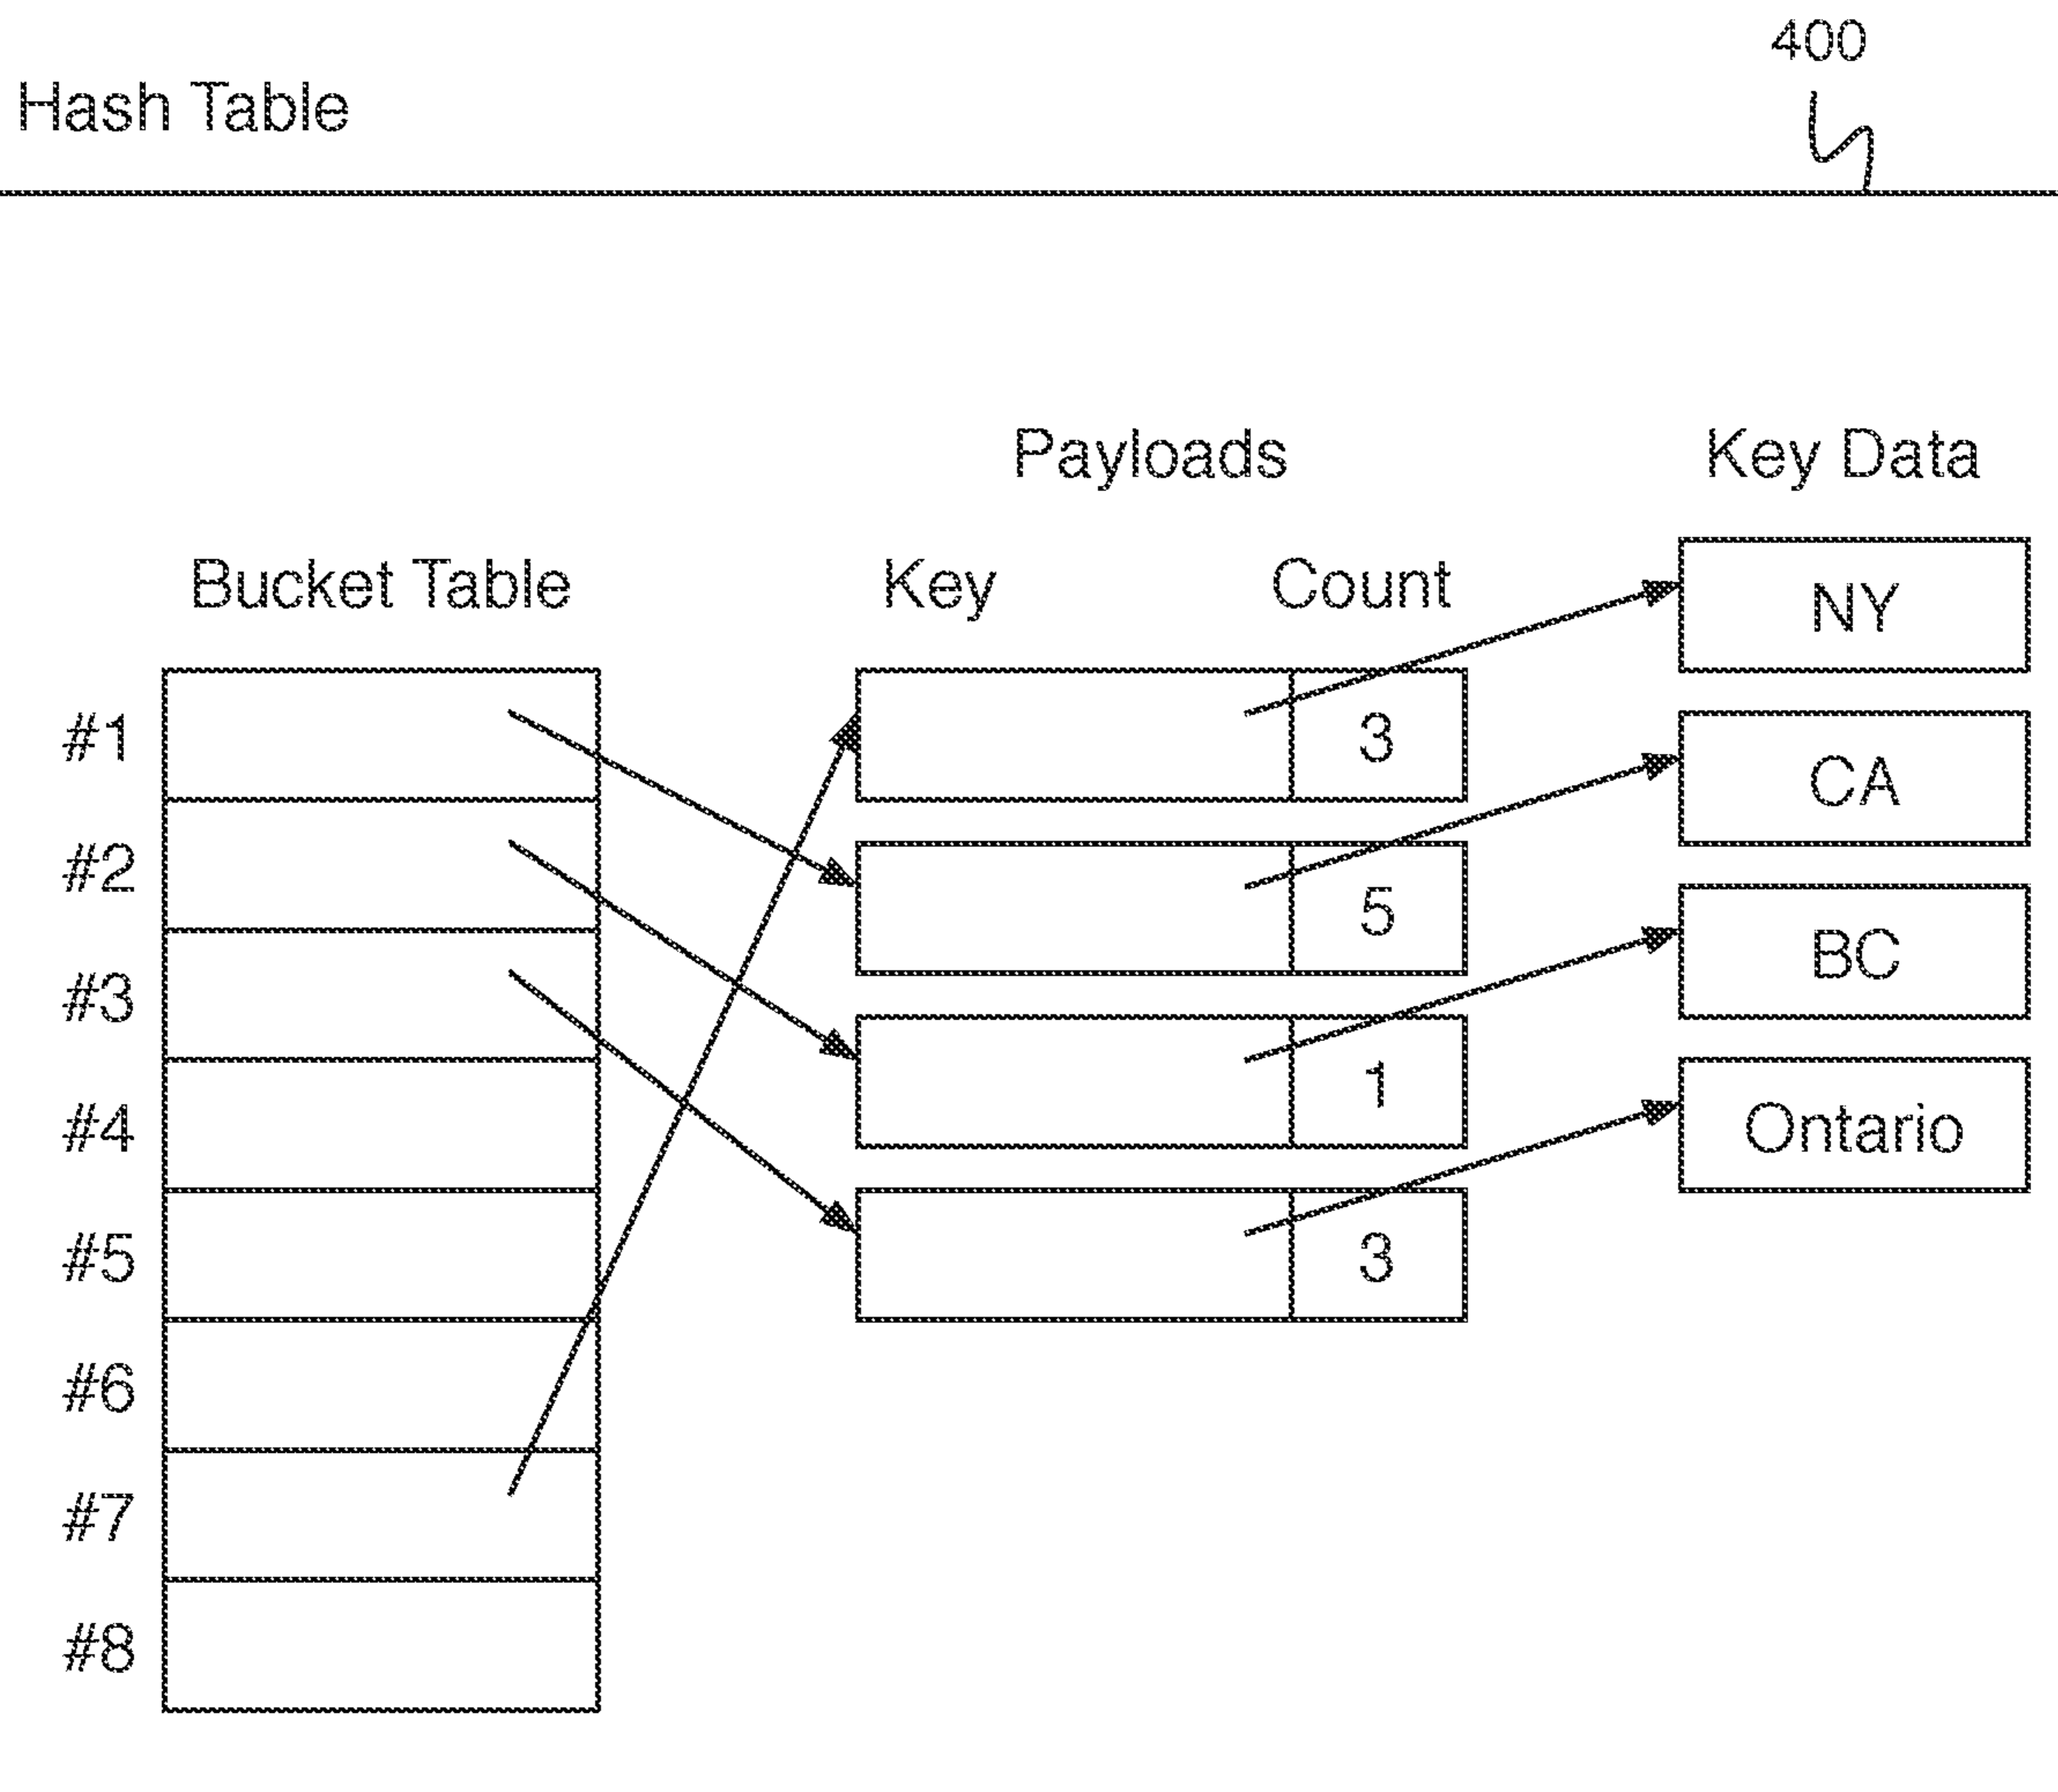 400
Hash Table
Payloads
Key Data
Bucket Table
Key
Count
NY
#1
3
CA
#2
5
BC
#3
1
#4
Ontario
#5
3
#6
#7
#8